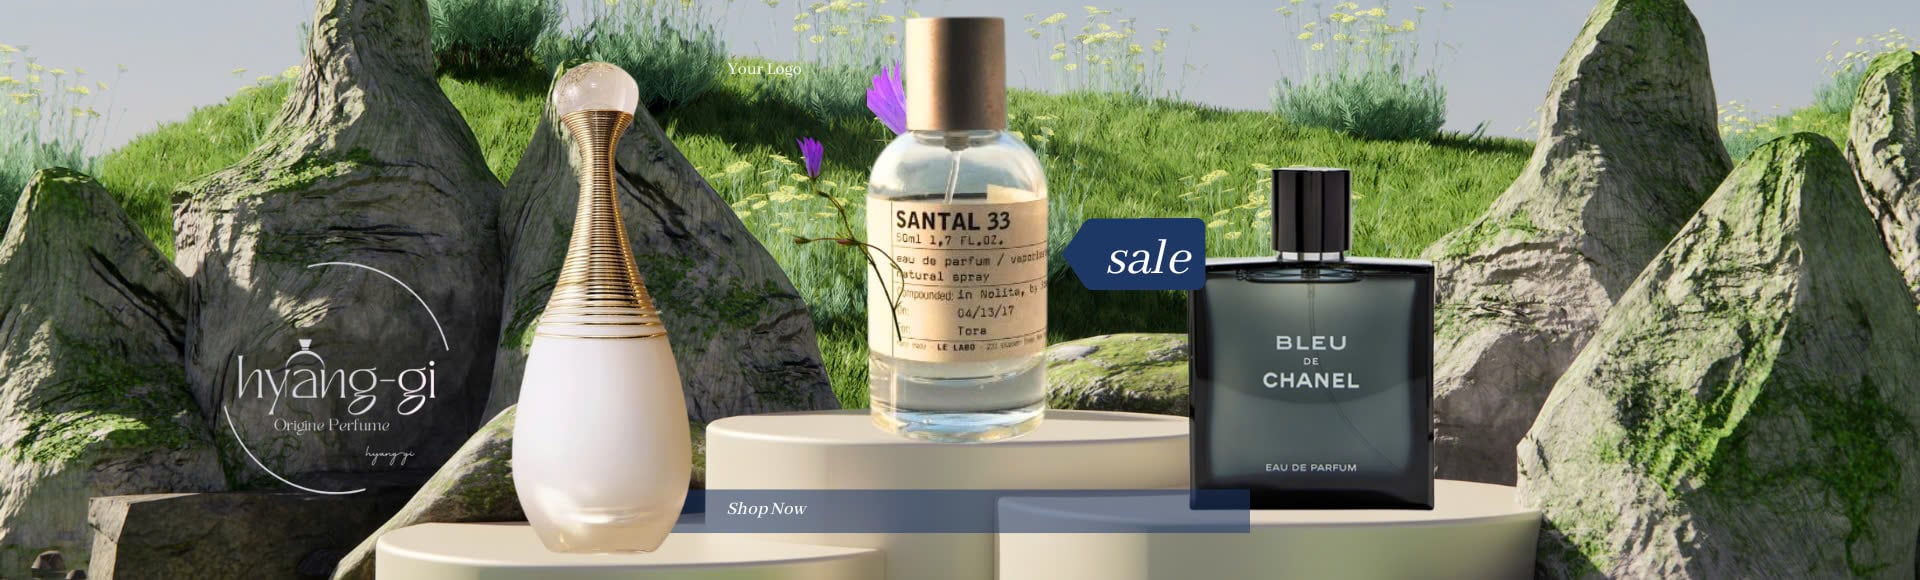 Your Logo
SANTAL 33
50ml 1,7 FL.OZ.
eau de parfum /
natural spray
in Nolita, by
04/13/17
Tora
LE LABO
sale
BLEU
DE
CHANEL
EAU DE PARFUM
hyang-gi
Origine Perfume
hyang-gi
Shop Now